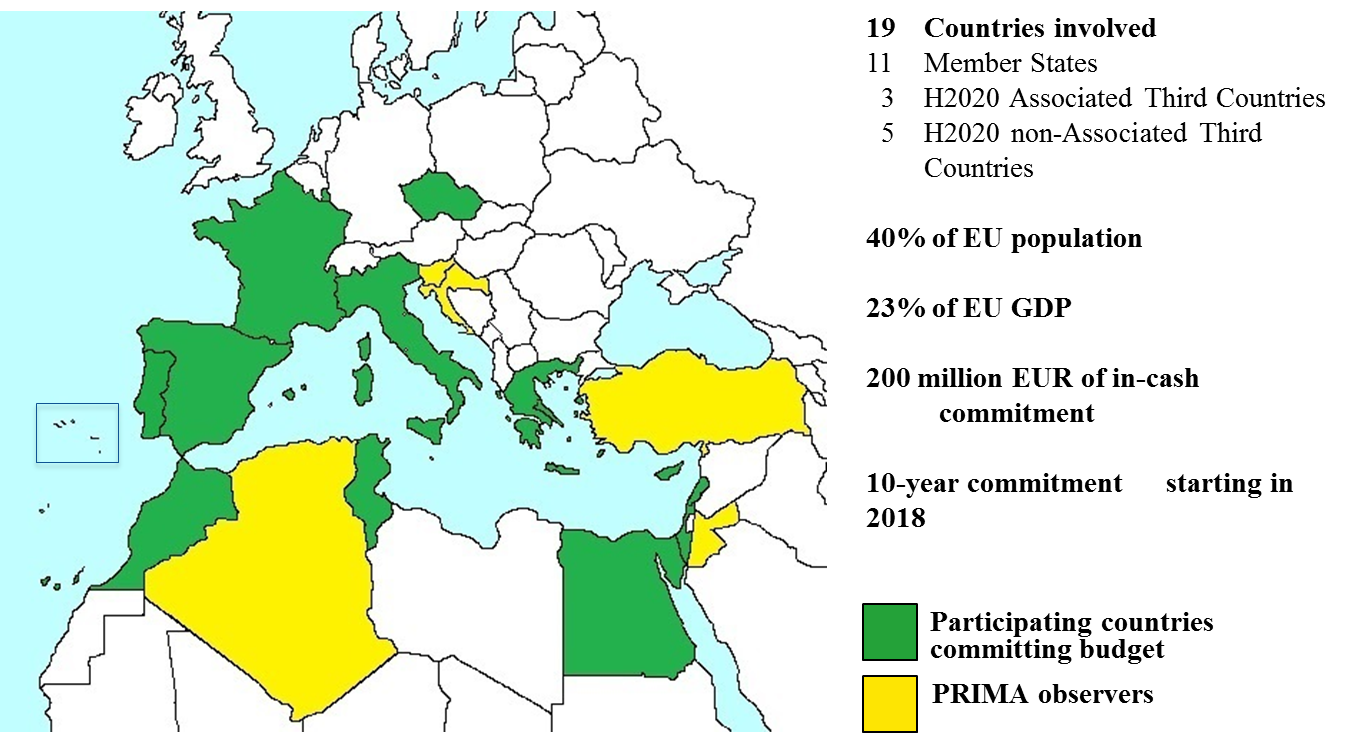 19 Countries involved
11 Member States
3 H2020 Associated Third Countries
5 H2020 non-Associated Third
Countries
40% of EU population
23% of EU GDP
200 million EUR of in-cash
commitment
10-year commitment starting in
2018
Participating countries
committing budget
PRIMA observers